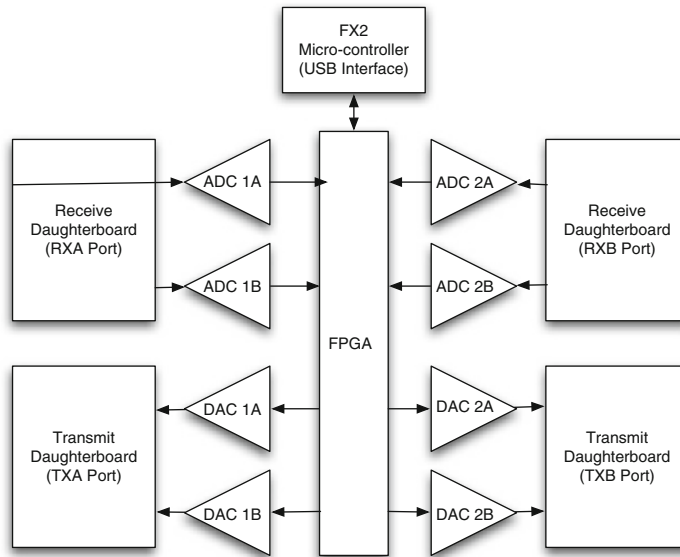 FX2
Micro-controller
(USB Interface)
ADC 1A
ADC 2A
Receive
Daughterboard
(RXA Port)
Receive
Daughterboard
(RXB Port)
ADC 1B
ADC 2B
FPGA
DAC 1A
DAC 2A
Transmit
Daughterboard
(TXA Port)
Transmit
Daughterboard
(TXB Port)
DAC 1B
DAC 2B